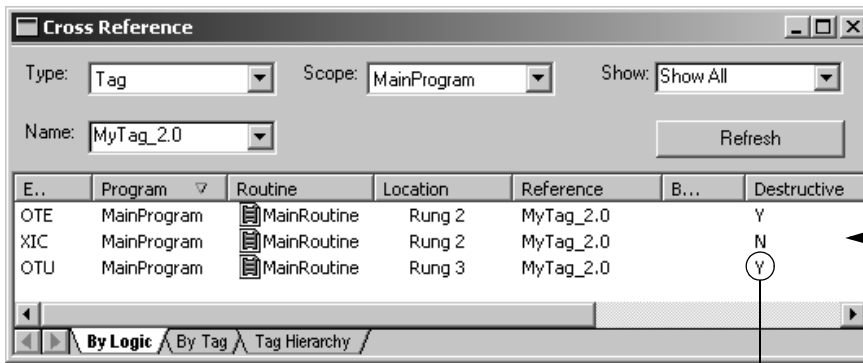 Cross Reference
Type: Tag Scope: MainProgram Show: Show All
Name: MyTag_2.0 Refresh
E.. Program Routine Location Reference B... Destructive
OTE MainProgram MainRoutine Rung 2 MyTag_2.0 Y
XIC MainProgram MainRoutine Rung 2 MyTag_2.0 N
OTU MainProgram MainRoutine Rung 3 MyTag_2.0 Y
By Logic By Tag Tag Hierarchy